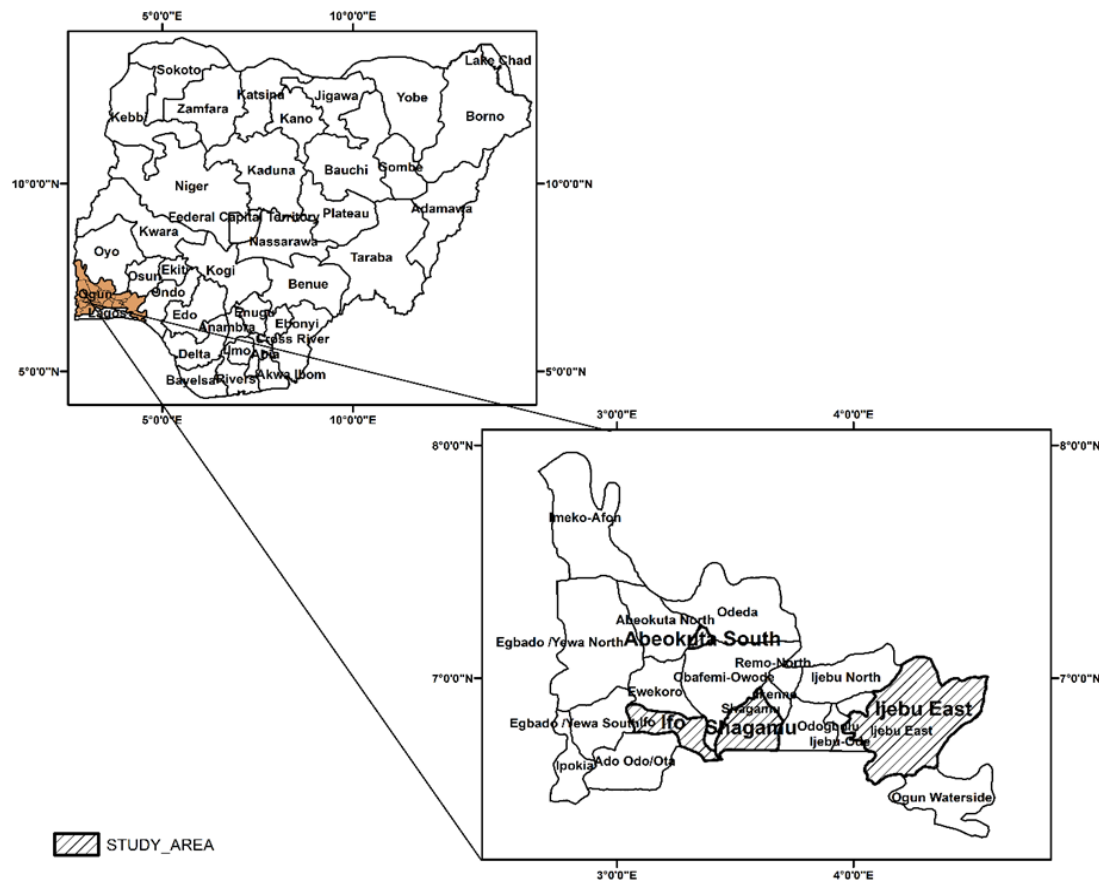 5°0'0"E
10°0'0"E
Lake Chad
Sokoto
Katsina
Jigawa
Yobe
Kebbi
Zamfara
Kano
Borno
Kaduna
Bauchi
Gombe
10°0'0"N
10°0'0"N
Niger
Adamawa
Federal Capital Territory
Plateau
Kwara
Nassarawa
Oyo
Taraba
Osun
Ekiti
Kogi
Benue
Ogun
Ondo
Lagos
Edo
Enugu
Anambra
Ebonyi
Cross River
Delta
Imo
Abia
5°0'0"N
5°0'0"N
Bayelsa
Rivers
Akwa Ibom
5°0'0"E
10°0'0"E
3°0'0"E
4°0'0"E
8°0'0"N
8°0'0"N
Imeko-Afon
Abeokuta North
Odeda
Egbado /Yewa North
Abeokuta South
Remo-North
7°0'0"N
7°0'0"N
Ewekoro
Obafemi-Owode
Ijebu North
Ikenne
Shagamu
Ijebu East
Egbado /Yewa South
Ifo
Ifo
Shagamu
Odogbolu
Ijebu East
Ijebu-Ode
Ipokia
Ado Odo/Ota
Ogun Waterside
STUDY_AREA
3°0'0"E
4°0'0"E